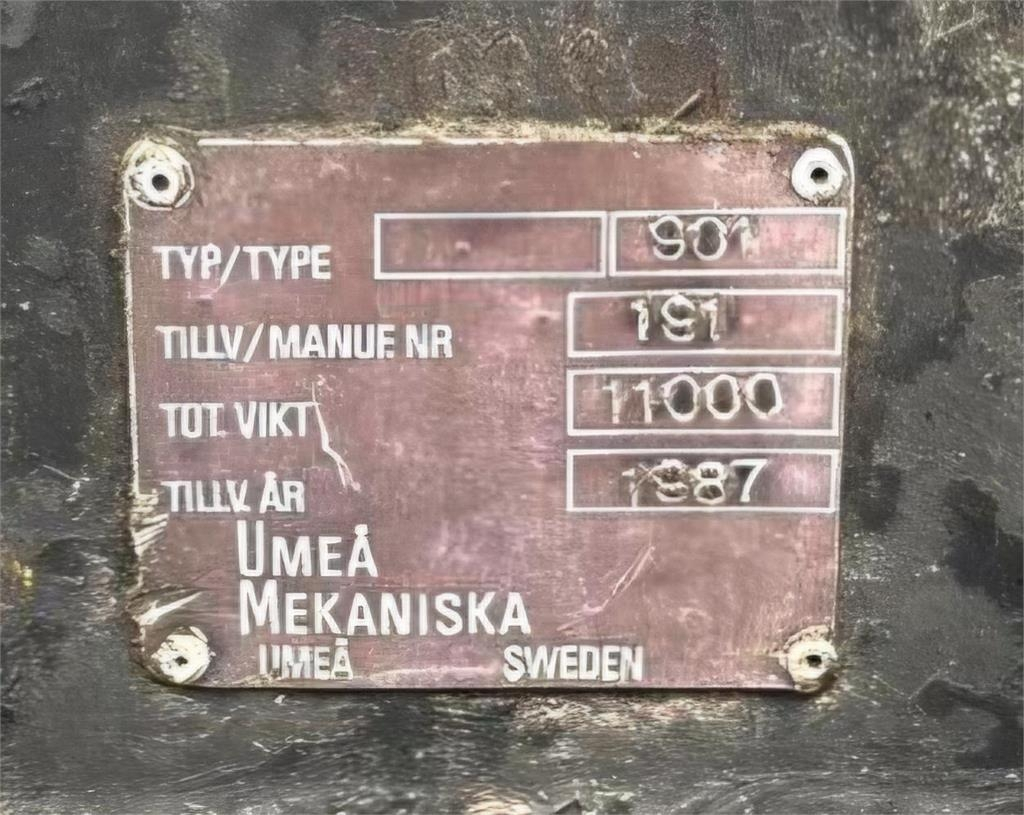 TYP/TYPE 901
TILLV/MANUF. NR 191
TOT. VIKT 11000
TILLV. ÅR 1987
UMEÅ
MEKANISKA
UMEÅ SWEDEN